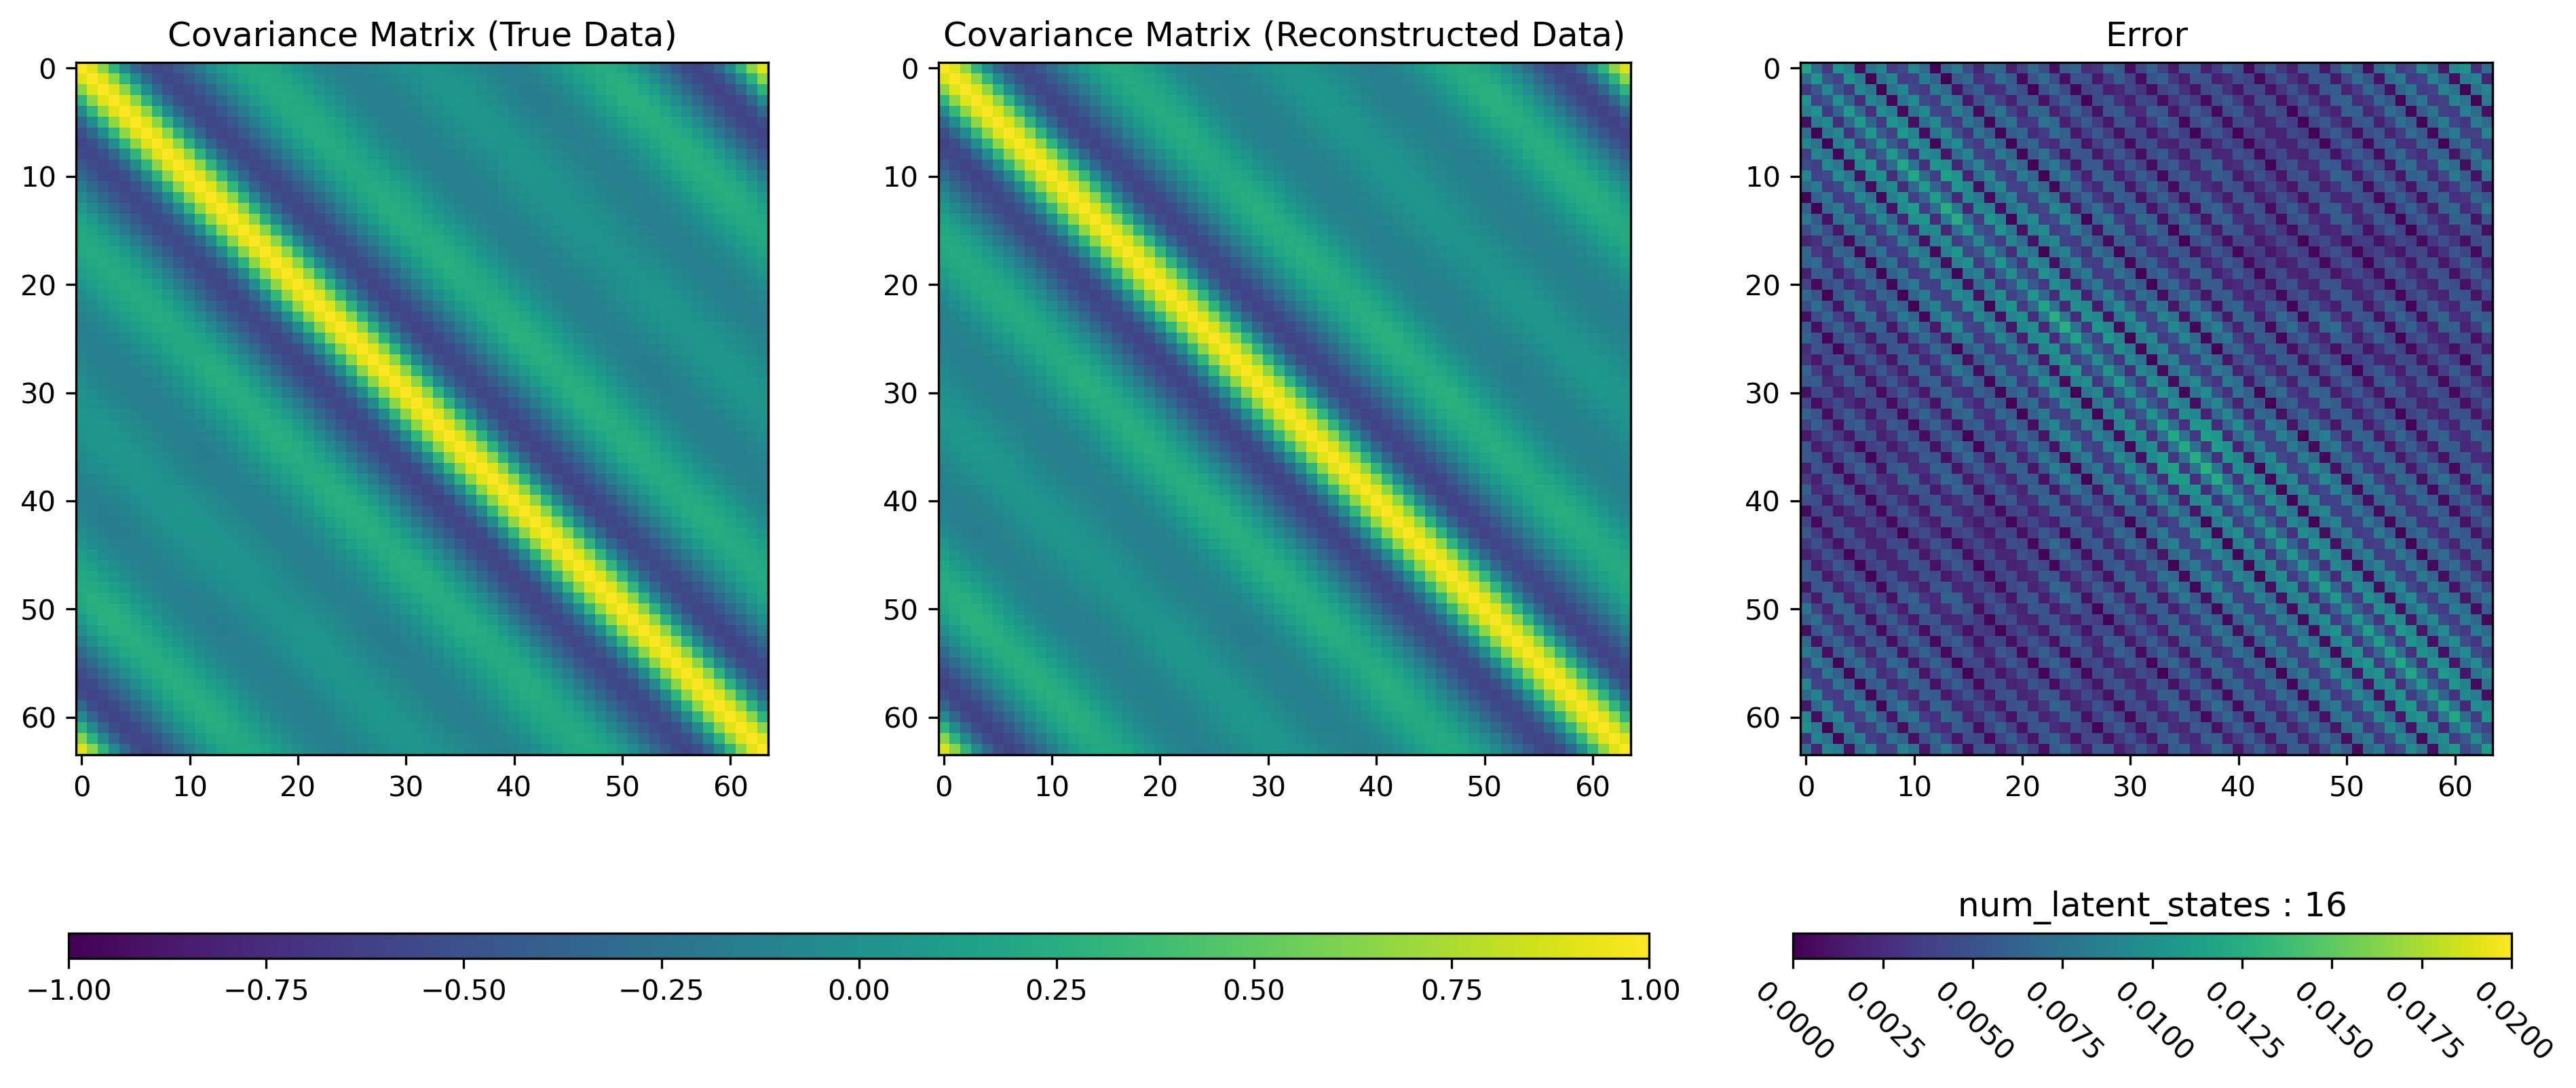 Covariance Matrix (True Data)
Covariance Matrix (Reconstructed Data)
Error
0
10
20
30
40
50
60
0
10
20
30
40
50
60
0
10
20
30
40
50
60
0 10 20 30 40 50 60
0 10 20 30 40 50 60
0 10 20 30 40 50 60
num_latent_states : 16
−1.00 −0.75 −0.50 −0.25 0.00 0.25 0.50 0.75 1.00
0.0000 0.0025 0.0050 0.0075 0.0100 0.0125 0.0150 0.0175 0.0200